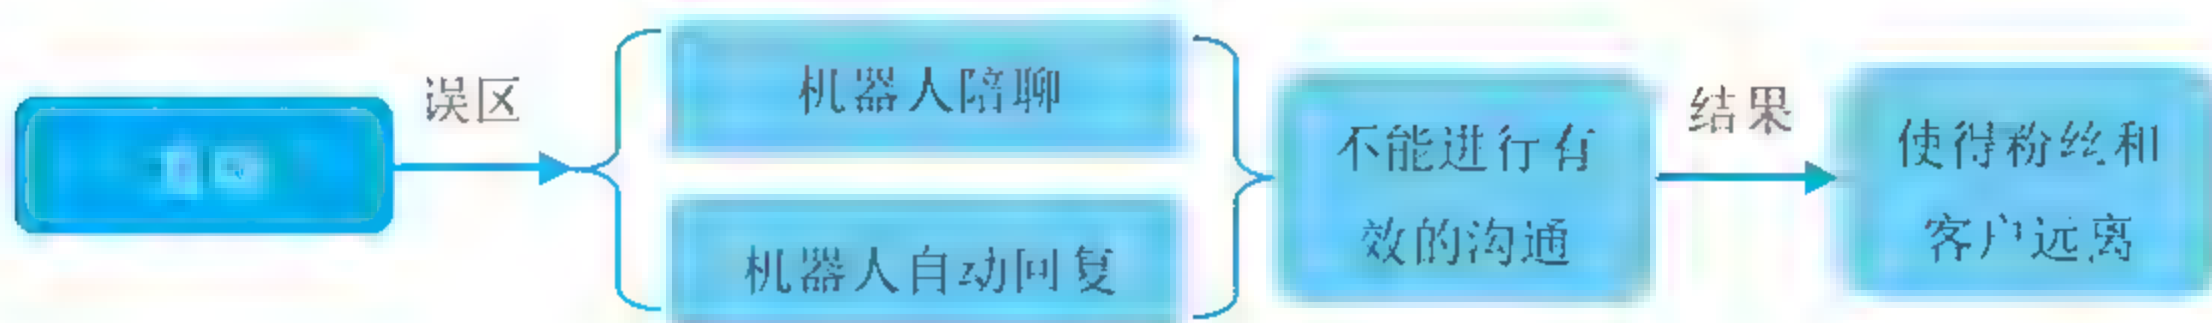 误区
机器人陪聊
机器人自动回复
不能进行有
效的沟通
结果
使得粉丝和
客户远离